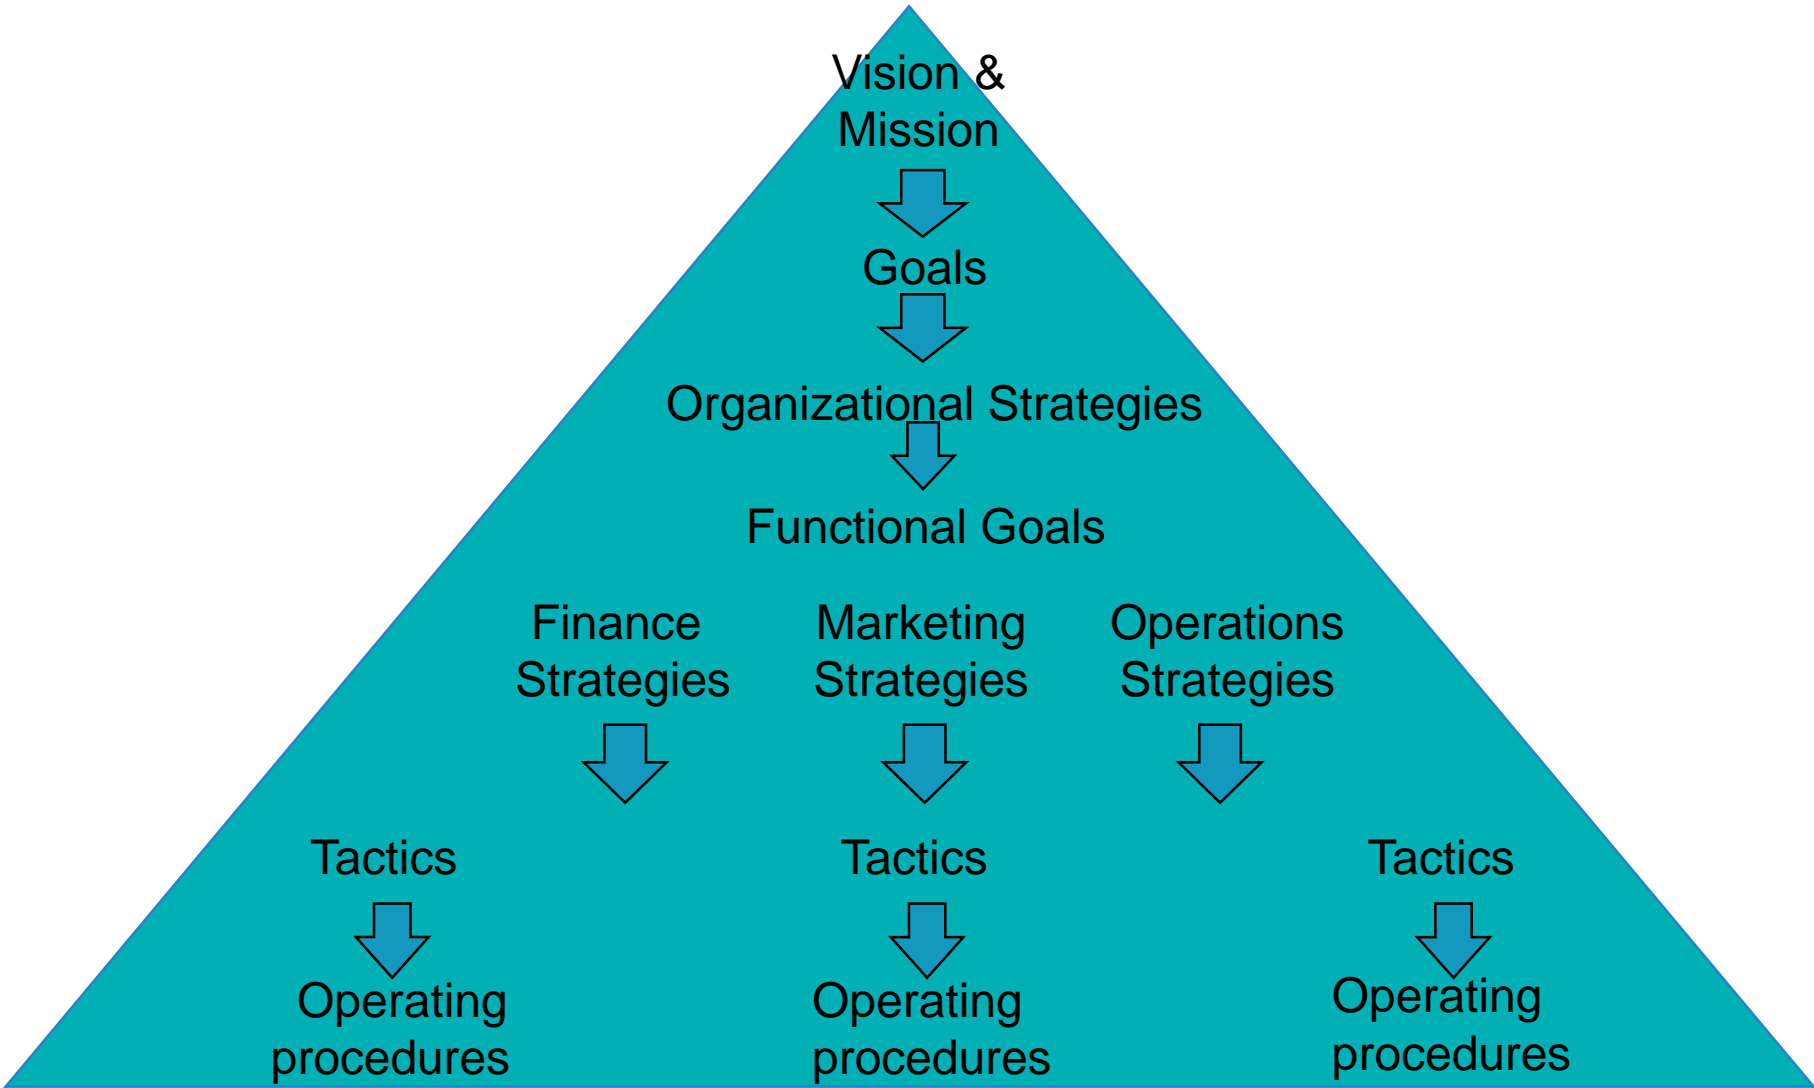 Vision &
Mission
Goals
Organizational Strategies
Functional Goals
Finance Marketing Operations
Strategies Strategies Strategies
Tactics Tactics Tactics
Operating Operating Operating
procedures procedures procedures